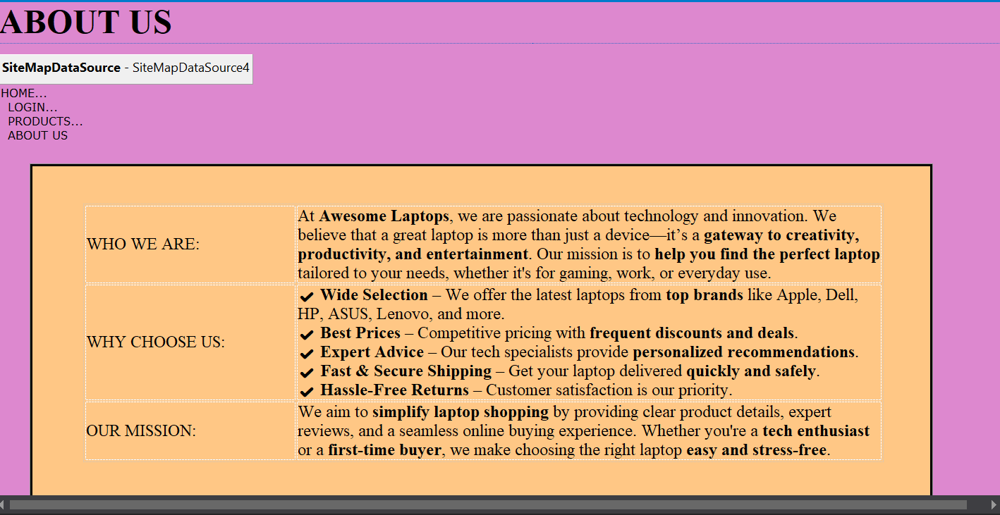 ABOUT US
SiteMapDataSource - SiteMapDataSource4
HOME...
LOGIN...
PRODUCTS...
ABOUT US
WHO WE ARE:
At Awesome Laptops, we are passionate about technology and innovation. We
believe that a great laptop is more than just a device—it’s a gateway to creativity,
productivity, and entertainment. Our mission is to help you find the perfect laptop
tailored to your needs, whether it's for gaming, work, or everyday use.
WHY CHOOSE US:
✔ Wide Selection – We offer the latest laptops from top brands like Apple, Dell,
HP, ASUS, Lenovo, and more.
✔ Best Prices – Competitive pricing with frequent discounts and deals.
✔ Expert Advice – Our tech specialists provide personalized recommendations.
✔ Fast & Secure Shipping – Get your laptop delivered quickly and safely.
✔ Hassle-Free Returns – Customer satisfaction is our priority.
OUR MISSION:
We aim to simplify laptop shopping by providing clear product details, expert
reviews, and a seamless online buying experience. Whether you're a tech enthusiast
or a first-time buyer, we make choosing the right laptop easy and stress-free.